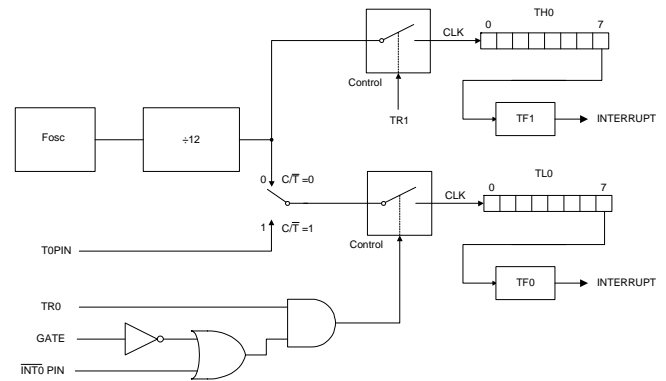 TH0
0 7
CLK
Control
TR1
TF1 INTERRUPT
Fosc ÷12
0 C/T̅ =0
1 C/T̅ =1
T0PIN
TL0
0 7
CLK
Control
TF0 INTERRUPT
TR0
GATE
I̅N̅T̅0̅ PIN